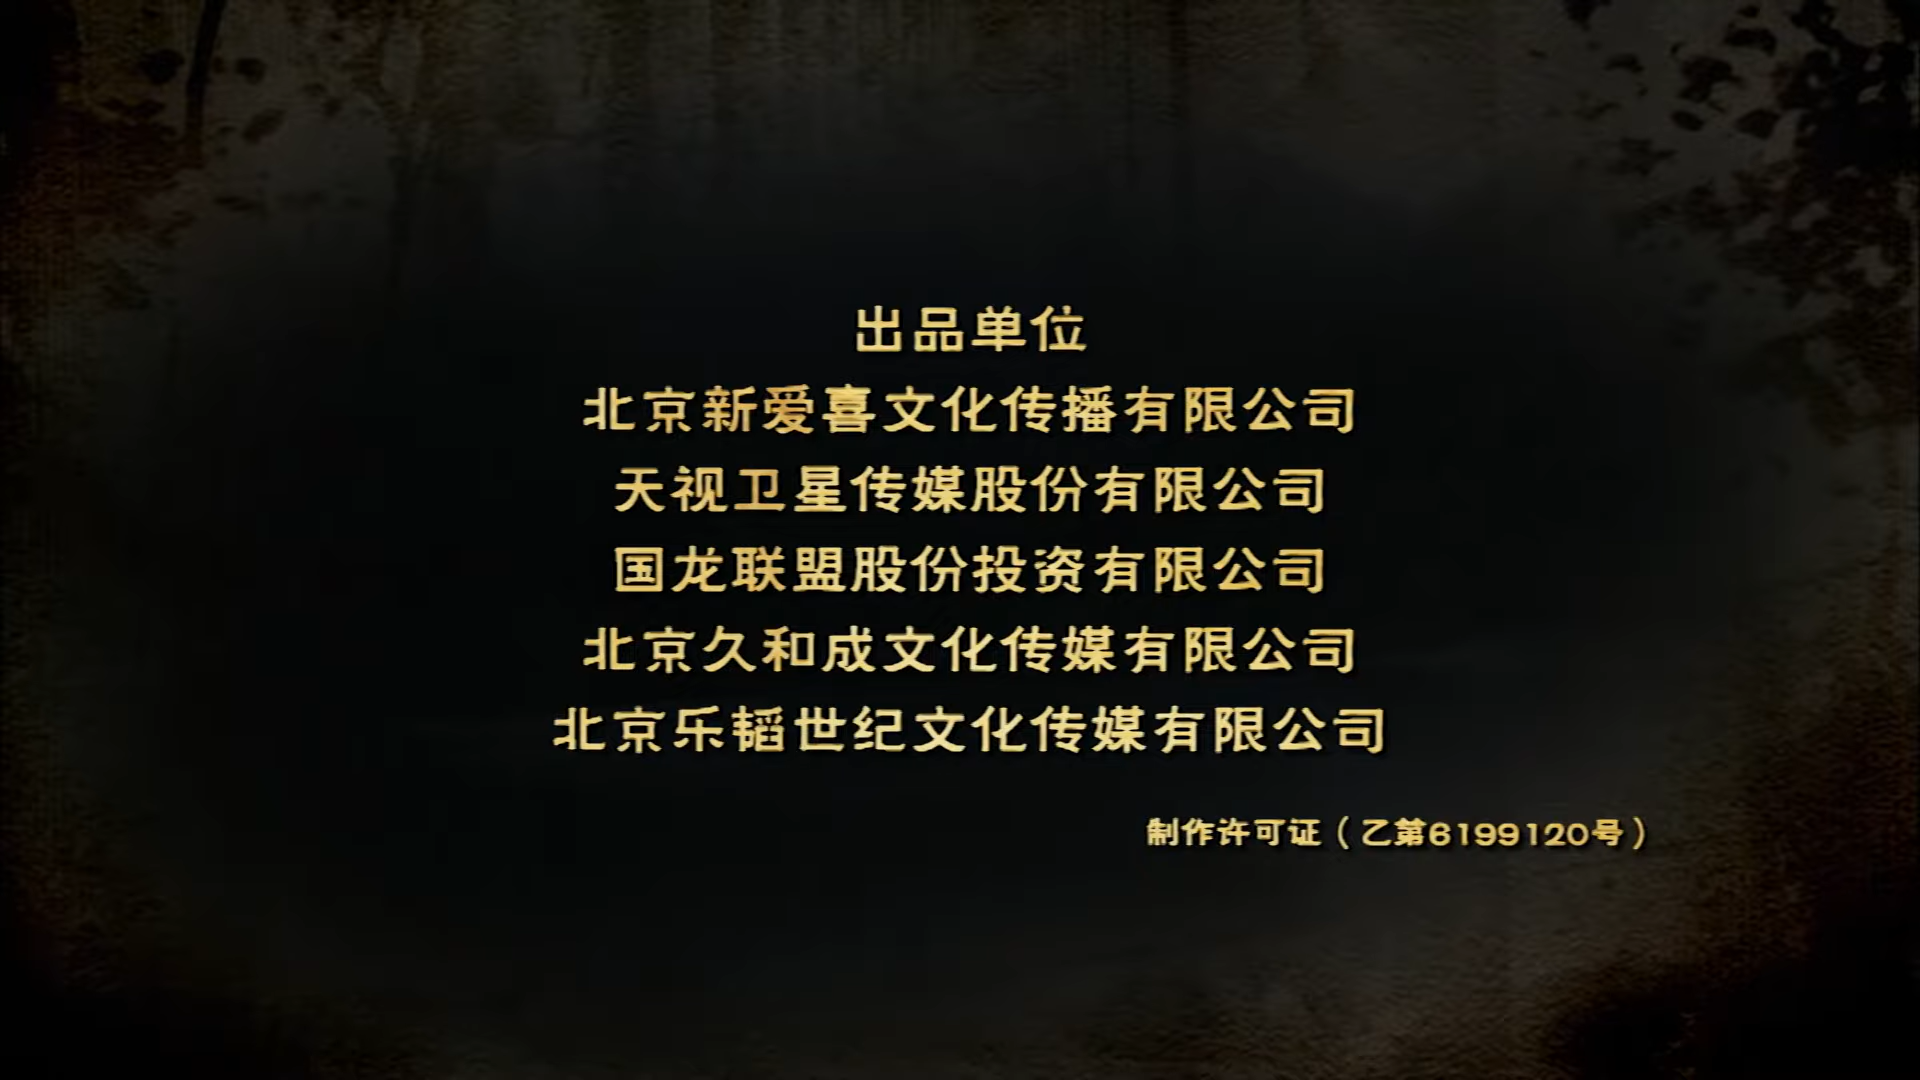 出品单位
北京新爱喜文化传播有限公司
天视卫星传媒股份有限公司
国龙联盟股份投资有限公司
北京久和成文化传媒有限公司
北京乐韬世纪文化传媒有限公司
制作许可证（乙第6199120号）